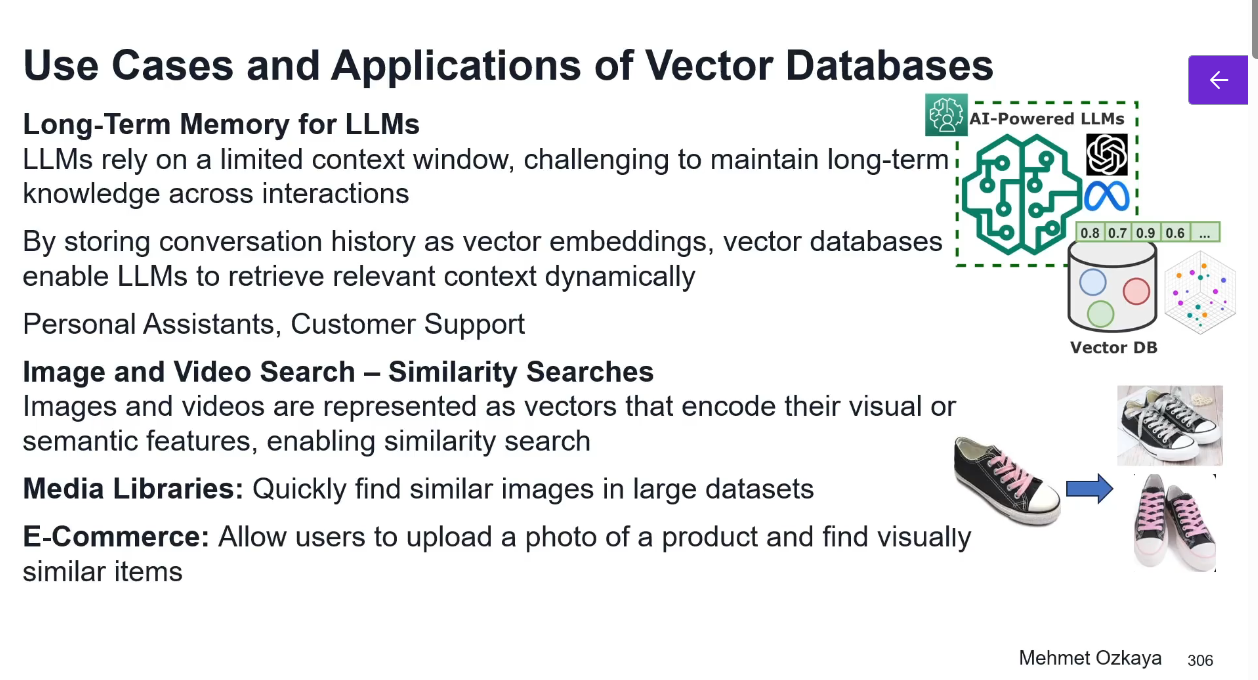 Use Cases and Applications of Vector Databases
Long-Term Memory for LLMs
LLMs rely on a limited context window, challenging to maintain long-term
knowledge across interactions
By storing conversation history as vector embeddings, vector databases
enable LLMs to retrieve relevant context dynamically
Personal Assistants, Customer Support
Image and Video Search – Similarity Searches
Images and videos are represented as vectors that encode their visual or
semantic features, enabling similarity search
Media Libraries: Quickly find similar images in large datasets
E-Commerce: Allow users to upload a photo of a product and find visually
similar items
AI-Powered LLMs
0.8 0.7 0.9 0.6 ...
Vector DB
Mehmet Ozkaya 306